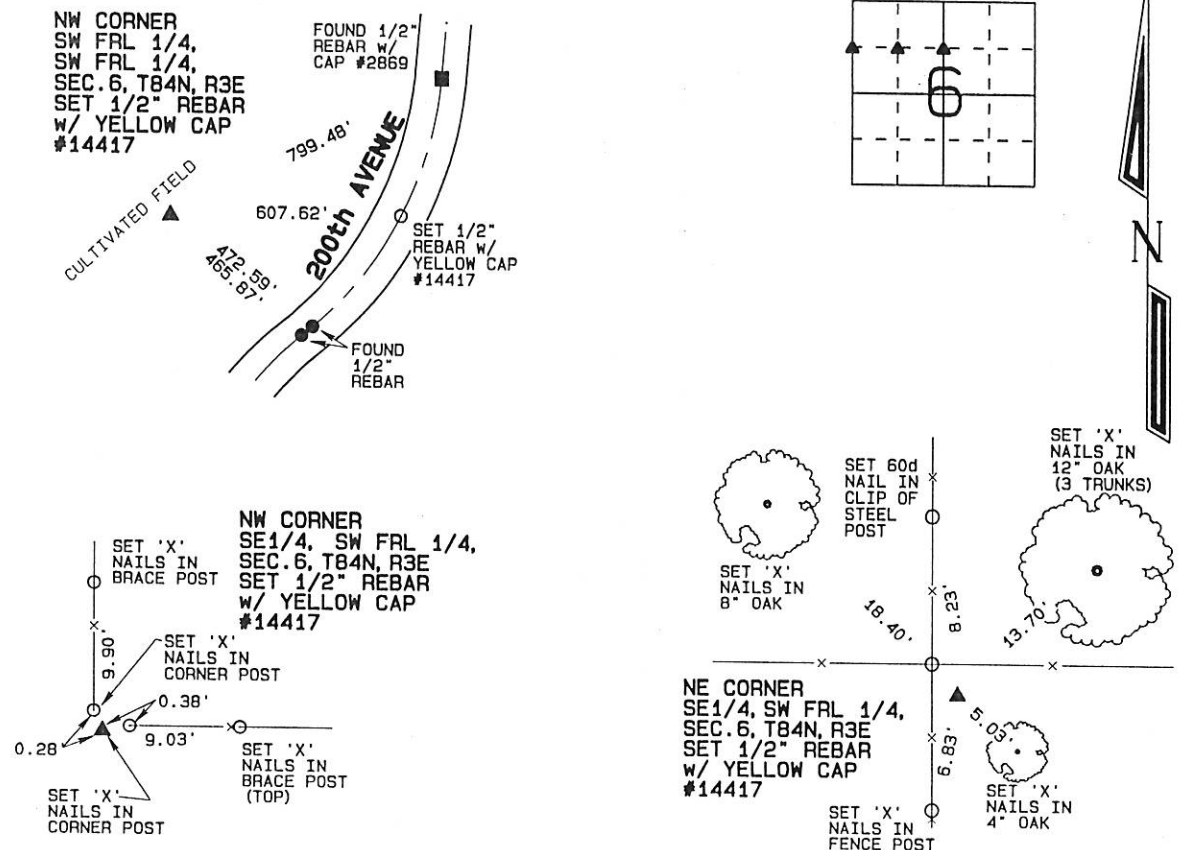 NW CORNER
SW FRL 1/4,
SW FRL 1/4,
SEC.6, T84N, R3E
SET 1/2" REBAR
w/ YELLOW CAP
#14417
FOUND 1/2"
REBAR w/
CAP #2869
799.48'
200th AVENUE
CULTIVATED FIELD
607.62'
472.59'
465.87'
SET 1/2"
REBAR w/
YELLOW CAP
#14417
FOUND
1/2"
REBAR
6
N
NW CORNER
SE1/4, SW FRL 1/4,
SEC.6, T84N, R3E
SET 1/2" REBAR
w/ YELLOW CAP
#14417
SET 'X'
NAILS IN
BRACE POST
9.90'
SET 'X'
NAILS IN
CORNER POST
0.38'
0.28'
9.03'
SET 'X'
NAILS IN
BRACE POST
(TOP)
SET 'X'
NAILS IN
CORNER POST
SET 60d
NAIL IN
CLIP OF
STEEL
POST
SET 'X'
NAILS IN
12" OAK
(3 TRUNKS)
SET 'X'
NAILS IN
8" OAK
18.40'
8.23'
13.70'
NE CORNER
SE1/4, SW FRL 1/4,
SEC.6, T84N, R3E
SET 1/2" REBAR
w/ YELLOW CAP
#14417
5.03'
6.83'
SET 'X'
NAILS IN
4" OAK
SET 'X'
NAILS IN
FENCE POST